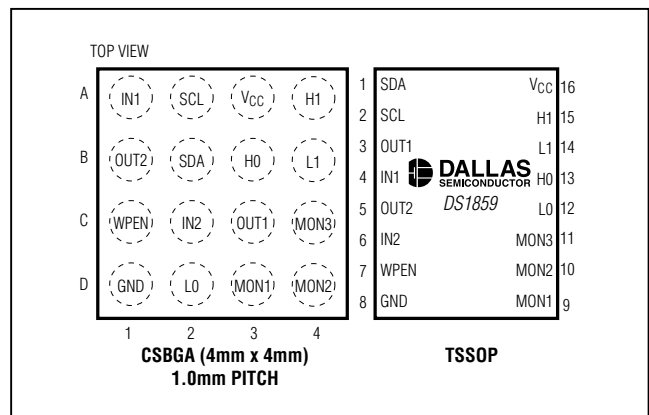 TOP VIEW
A IN1 SCL VCC H1
B OUT2 SDA H0 L1
C WPEN IN2 OUT1 MON3
D GND L0 MON1 MON2
1 2 3 4
CSBGA (4mm x 4mm)
1.0mm PITCH
1 SDA VCC 16
2 SCL H1 15
3 OUT1 L1 14
4 IN1 DALLAS SEMICONDUCTOR H0 13
5 OUT2 DS1859 L0 12
6 IN2 MON3 11
7 WPEN MON2 10
8 GND MON1 9
TSSOP